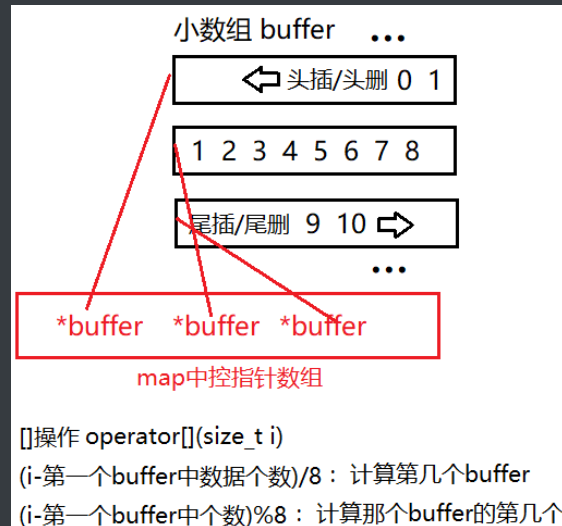 小数组 buffer ...
头插/头删 0 1
1 2 3 4 5 6 7 8
尾插/尾删 9 10
...
*buffer *buffer *buffer
map中控指针数组
[]操作 operator[](size_t i)
(i-第一个buffer中数据个数)/8：计算第几个buffer
(i-第一个buffer中个数)%8：计算那个buffer的第几个